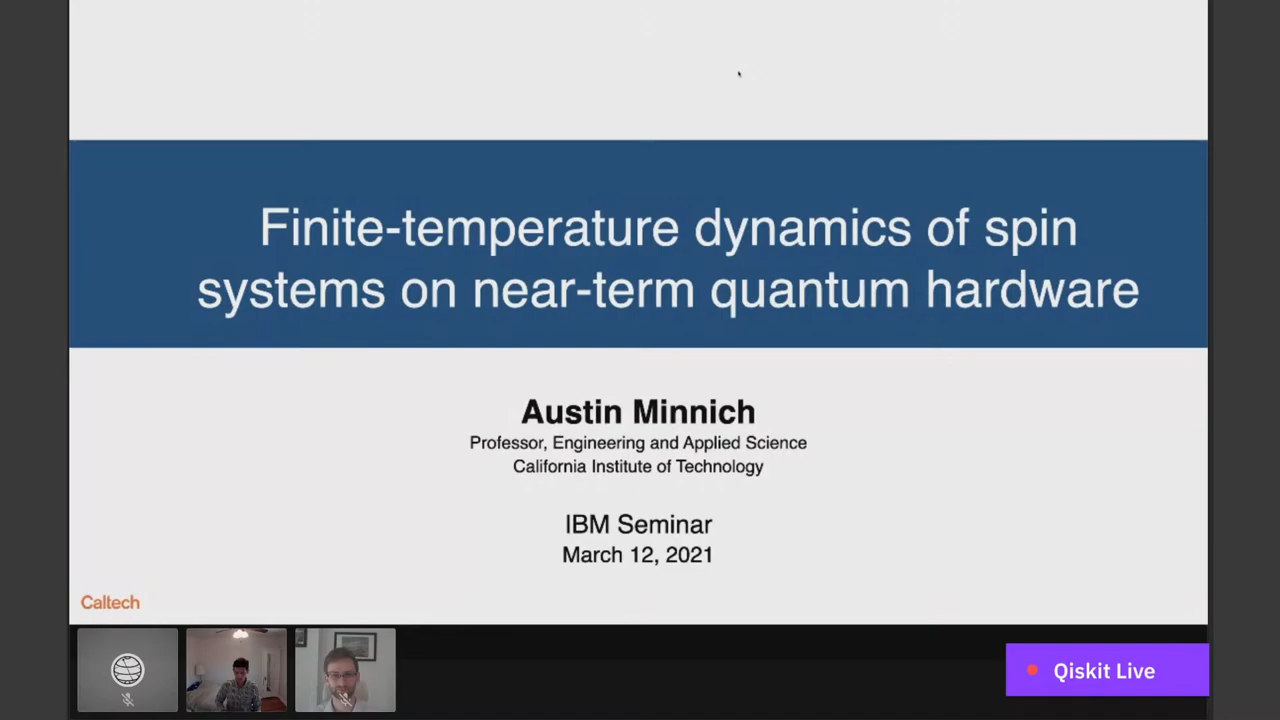 Finite-temperature dynamics of spin
systems on near-term quantum hardware
Austin Minnich
Professor, Engineering and Applied Science
California Institute of Technology
IBM Seminar
March 12, 2021
Caltech
Qiskit Live